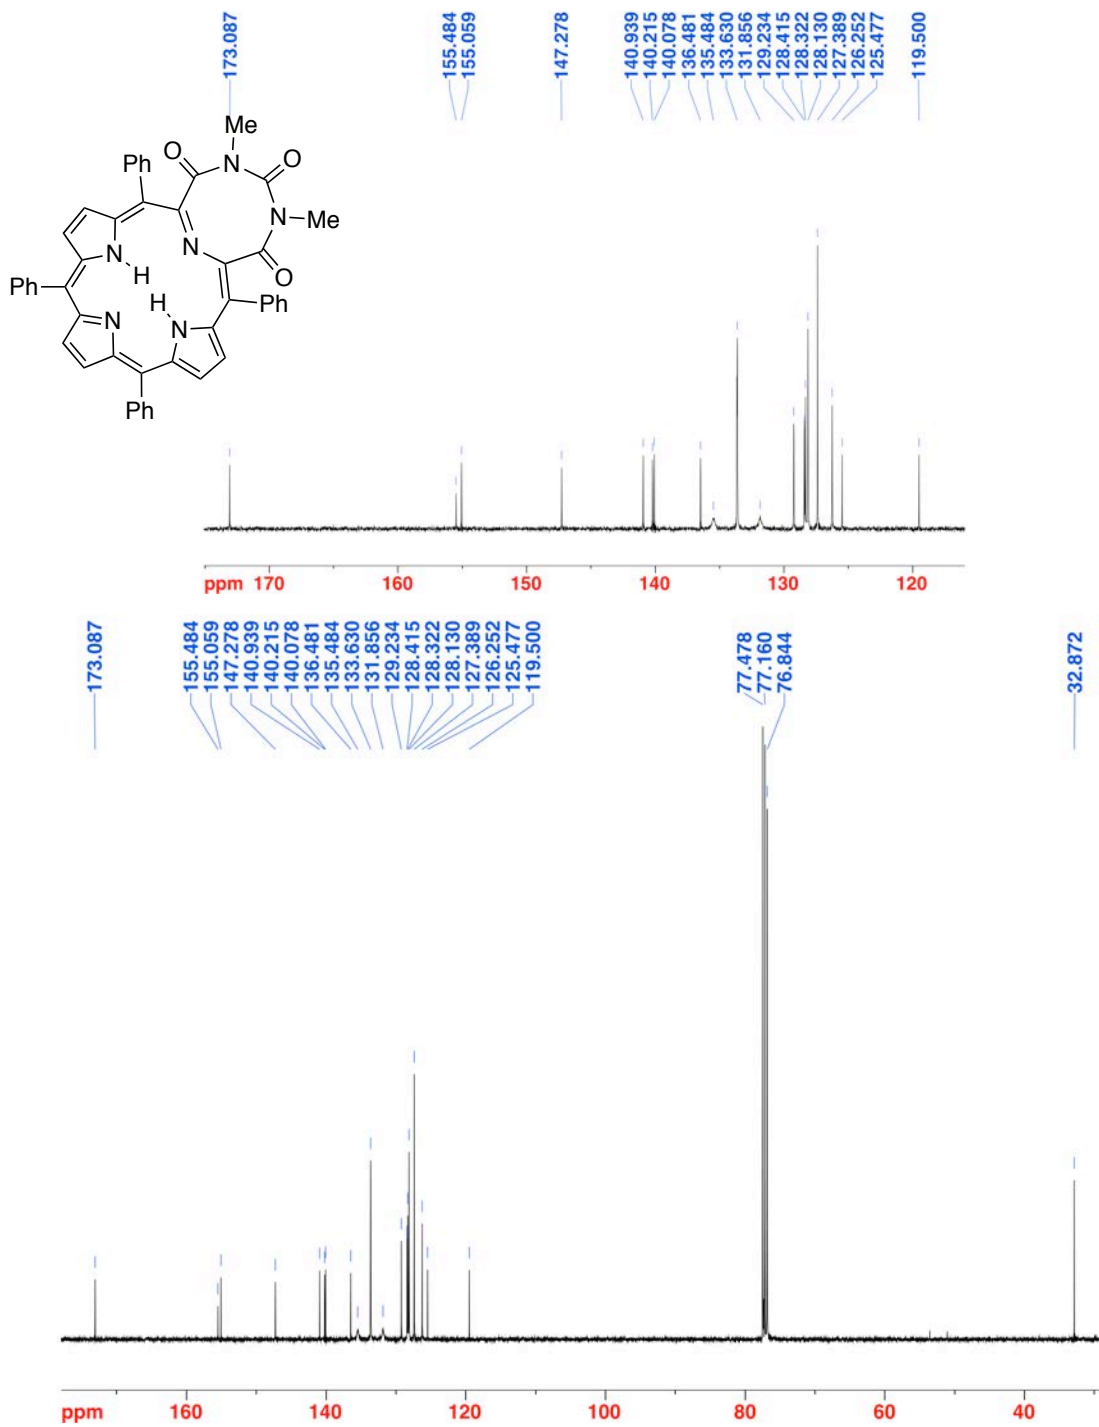 173.087
155.484
155.059
147.278
140.939
140.215
140.078
136.481
135.484
133.630
131.856
129.234
128.415
128.322
128.130
127.389
126.252
125.477
119.500
Me
O
N
O
Ph
N
Me
N
O
N
H
Ph
H
N
N
Ph
Ph
ppm 170 160 150 140 130 120
173.087
155.484
155.059
147.278
140.939
140.215
140.078
136.481
135.484
133.630
131.856
129.234
128.415
128.322
128.130
127.389
126.252
125.477
119.500
77.478
77.160
76.844
32.872
ppm 160 140 120 100 80 60 40